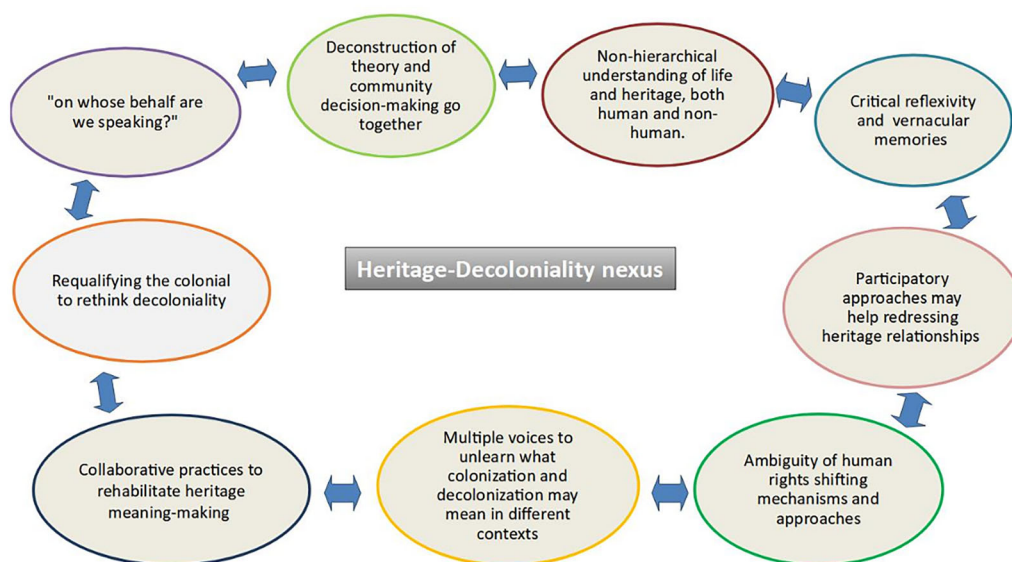 "on whose behalf are
we speaking?"
Deconstruction of
theory and
community
decision-making go
together
Non-hierarchical
understanding of life
and heritage, both
human and non-
human.
Critical reflexivity
and vernacular
memories
Participatory
approaches may
help redressing
heritage relationships
Ambiguity of human
rights shifting
mechanisms and
approaches
Multiple voices to
unlearn what
colonization and
decolonization may
mean in different
contexts
Collaborative practices to
rehabilitate heritage
meaning-making
Requalifying the colonial
to rethink decoloniality
Heritage-Decoloniality nexus